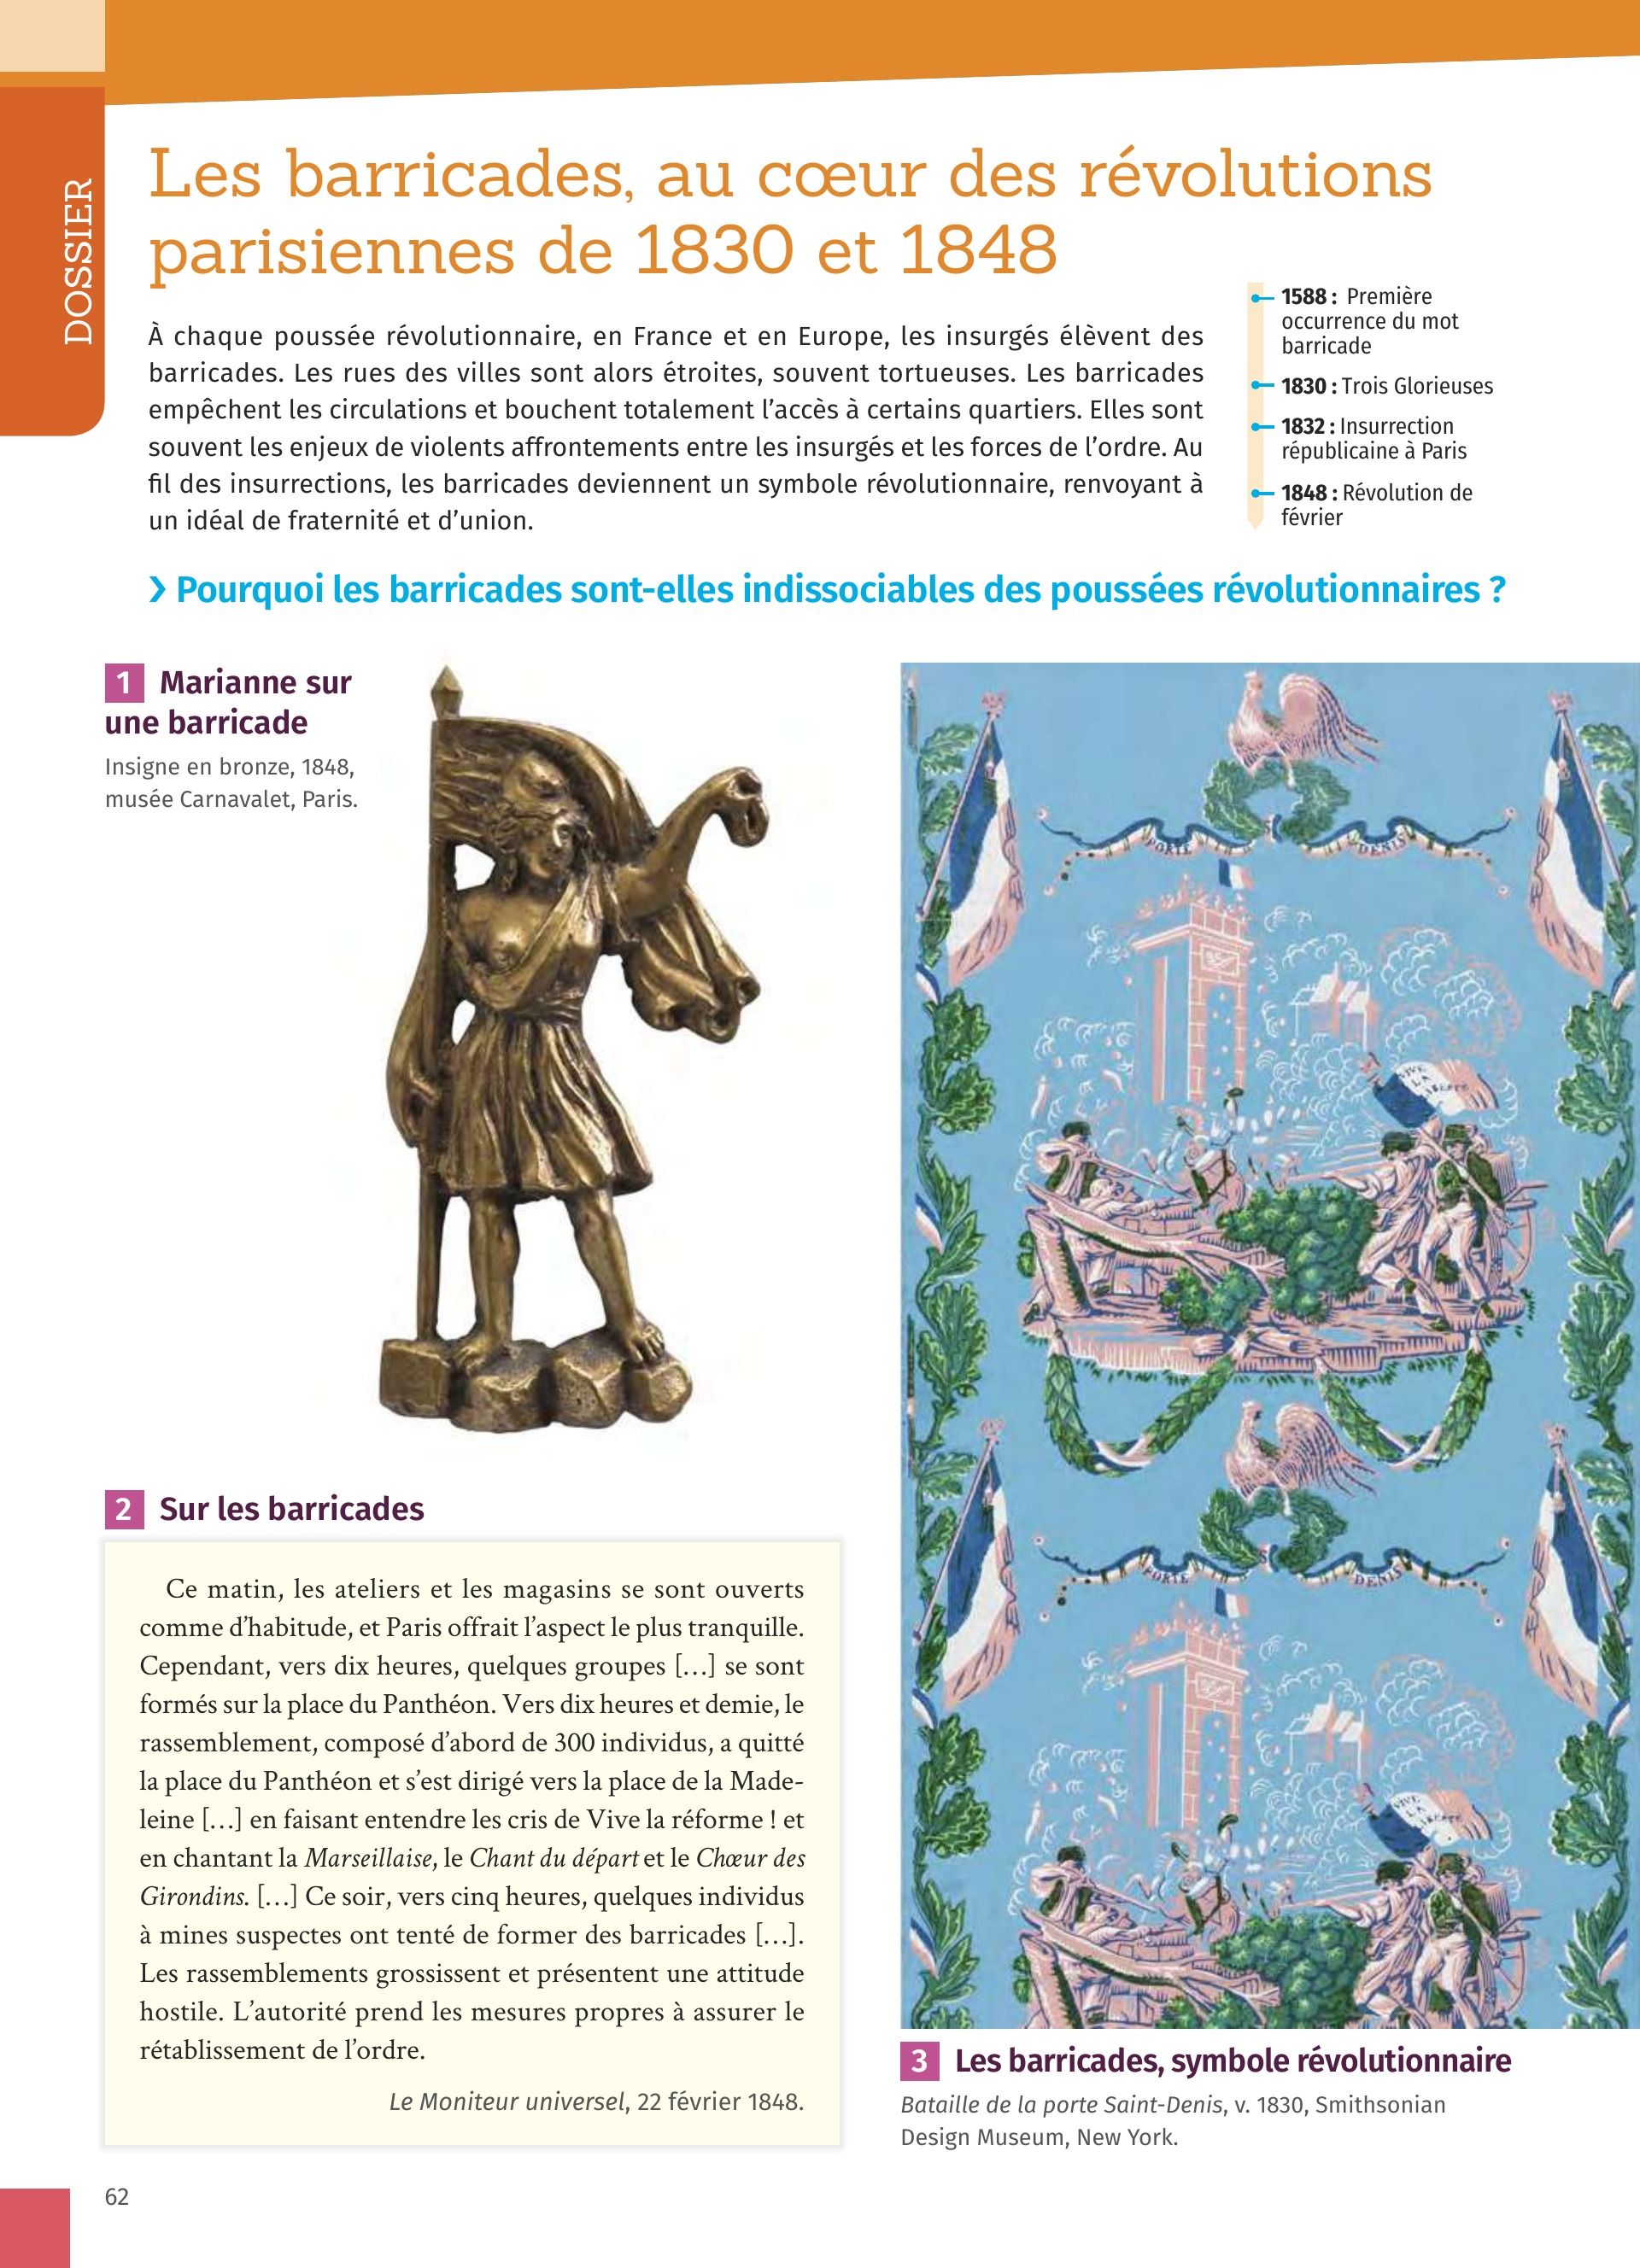 DOSSIER
Les barricades, au cœur des révolutions
parisiennes de 1830 et 1848
À chaque poussée révolutionnaire, en France et en Europe, les insurgés élèvent des
barricades. Les rues des villes sont alors étroites, souvent tortueuses. Les barricades
empêchent les circulations et bouchent totalement l’accès à certains quartiers. Elles sont
souvent les enjeux de violents affrontements entre les insurgés et les forces de l’ordre. Au
fil des insurrections, les barricades deviennent un symbole révolutionnaire, renvoyant à
un idéal de fraternité et d’union.
1588 : Première
occurrence du mot
barricade
1830 : Trois Glorieuses
1832 : Insurrection
républicaine à Paris
1848 : Révolution de
février
› Pourquoi les barricades sont-elles indissociables des poussées révolutionnaires ?
1 Marianne sur
une barricade
Insigne en bronze, 1848,
musée Carnavalet, Paris.
2 Sur les barricades
Ce matin, les ateliers et les magasins se sont ouverts
comme d’habitude, et Paris offrait l’aspect le plus tranquille.
Cependant, vers dix heures, quelques groupes […] se sont
formés sur la place du Panthéon. Vers dix heures et demie, le
rassemblement, composé d’abord de 300 individus, a quitté
la place du Panthéon et s’est dirigé vers la place de la Made-
leine […] en faisant entendre les cris de Vive la réforme ! et
en chantant la Marseillaise, le Chant du départ et le Chœur des
Girondins. […] Ce soir, vers cinq heures, quelques individus
à mines suspectes ont tenté de former des barricades […].
Les rassemblements grossissent et présentent une attitude
hostile. L’autorité prend les mesures propres à assurer le
rétablissement de l’ordre.
Le Moniteur universel, 22 février 1848.
PORTE S DENIS
VIVE
LA
LIBERTE
PORTE S DENIS
VIVE
LA
LIBERTE
3 Les barricades, symbole révolutionnaire
Bataille de la porte Saint-Denis, v. 1830, Smithsonian
Design Museum, New York.
62